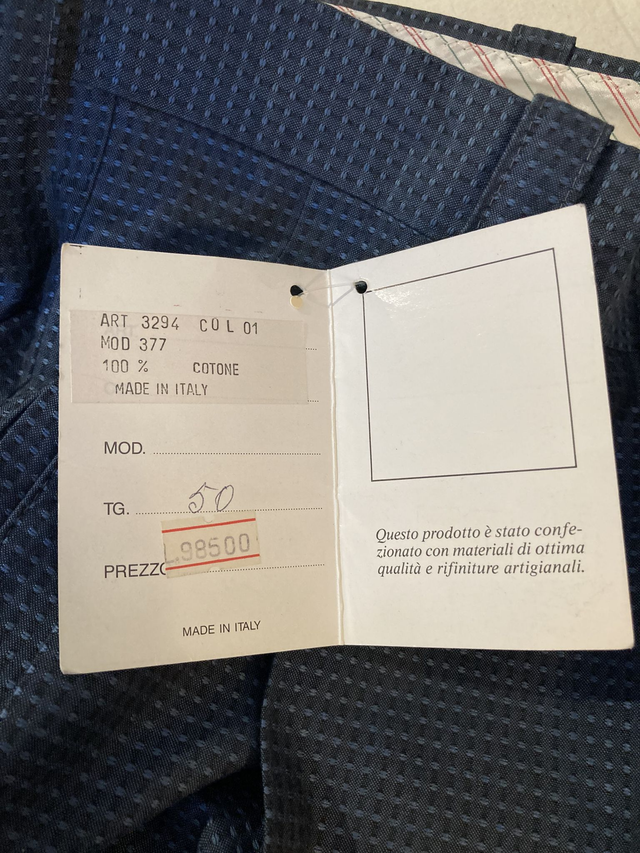 ART 3294 COL 01
MOD 377
100 % COTONE
MADE IN ITALY
MOD.
TG. 50
PREZZO 98500
MADE IN ITALY
Questo prodotto è stato confe-
zionato con materiali di ottima
qualità e rifiniture artigianali.